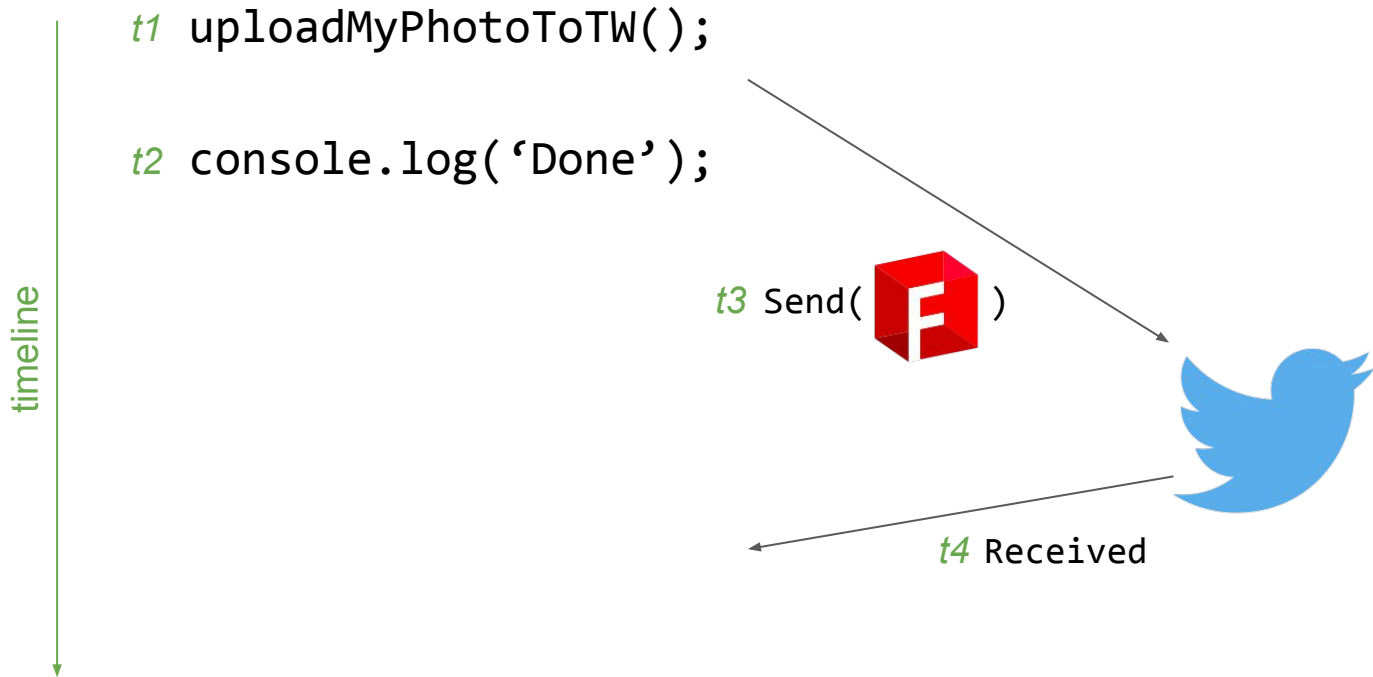 t1 uploadMyPhotoToTW();
t2 console.log(‘Done’);
timeline
t3 Send( F )
t4 Received